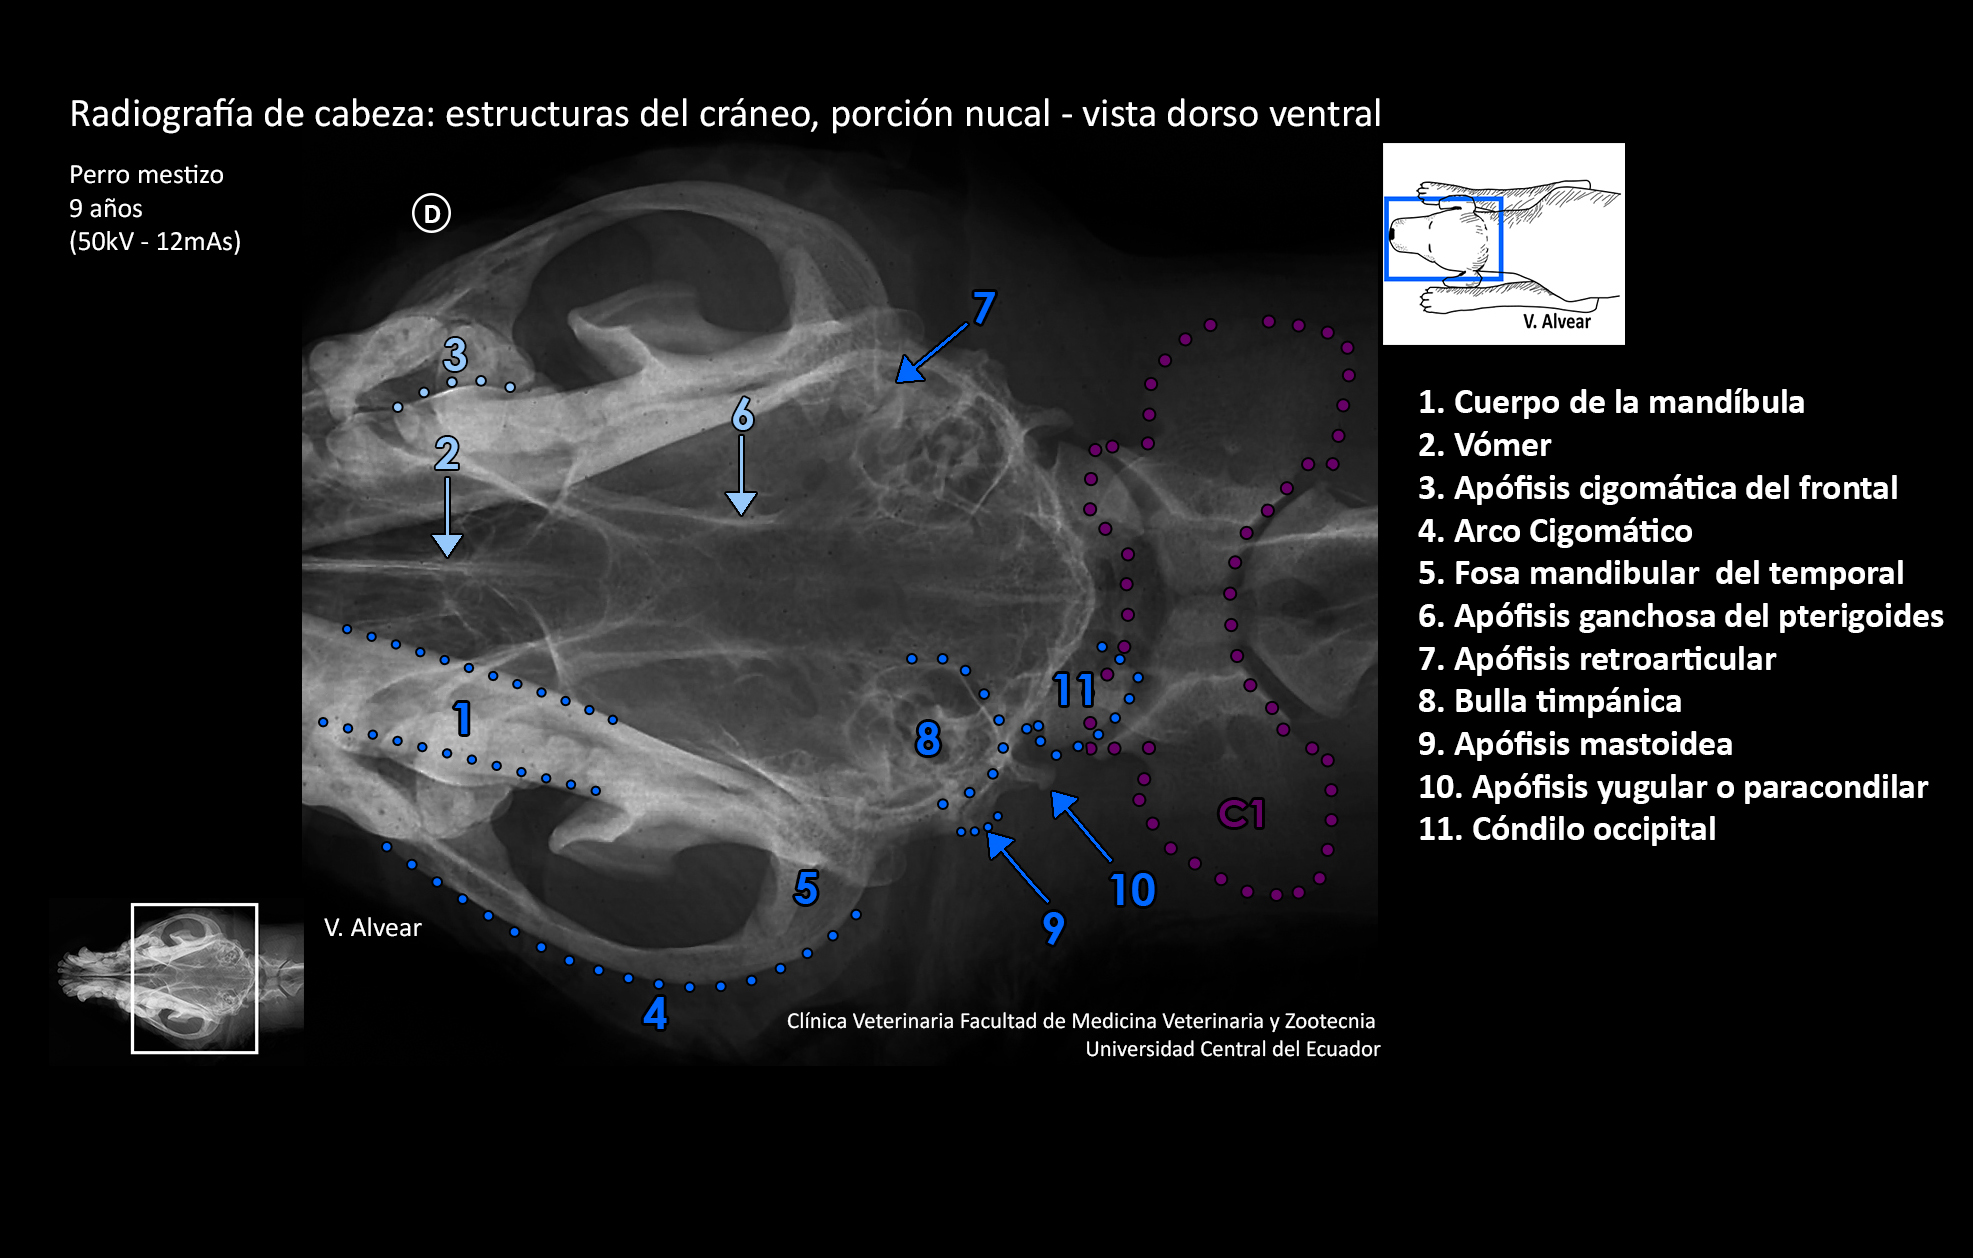 Radiografía de cabeza: estructuras del cráneo, porción nucal - vista dorso ventral
Perro mestizo
9 años
(50kV - 12mAs)
D
V. Alvear
7
3
6
2
1. Cuerpo de la mandíbula
2. Vómer
3. Apófisis cigomática del frontal
4. Arco Cigomático
5. Fosa mandibular  del temporal
6. Apófisis ganchosa del pterigoides
7. Apófisis retroarticular
8. Bulla timpánica
9. Apófisis mastoidea
10. Apófisis yugular o paracondilar
11. Cóndilo occipital
11
1
8
C1
5
10
9
V. Alvear
4
Clínica Veterinaria Facultad de Medicina Veterinaria y Zootecnia
Universidad Central del Ecuador